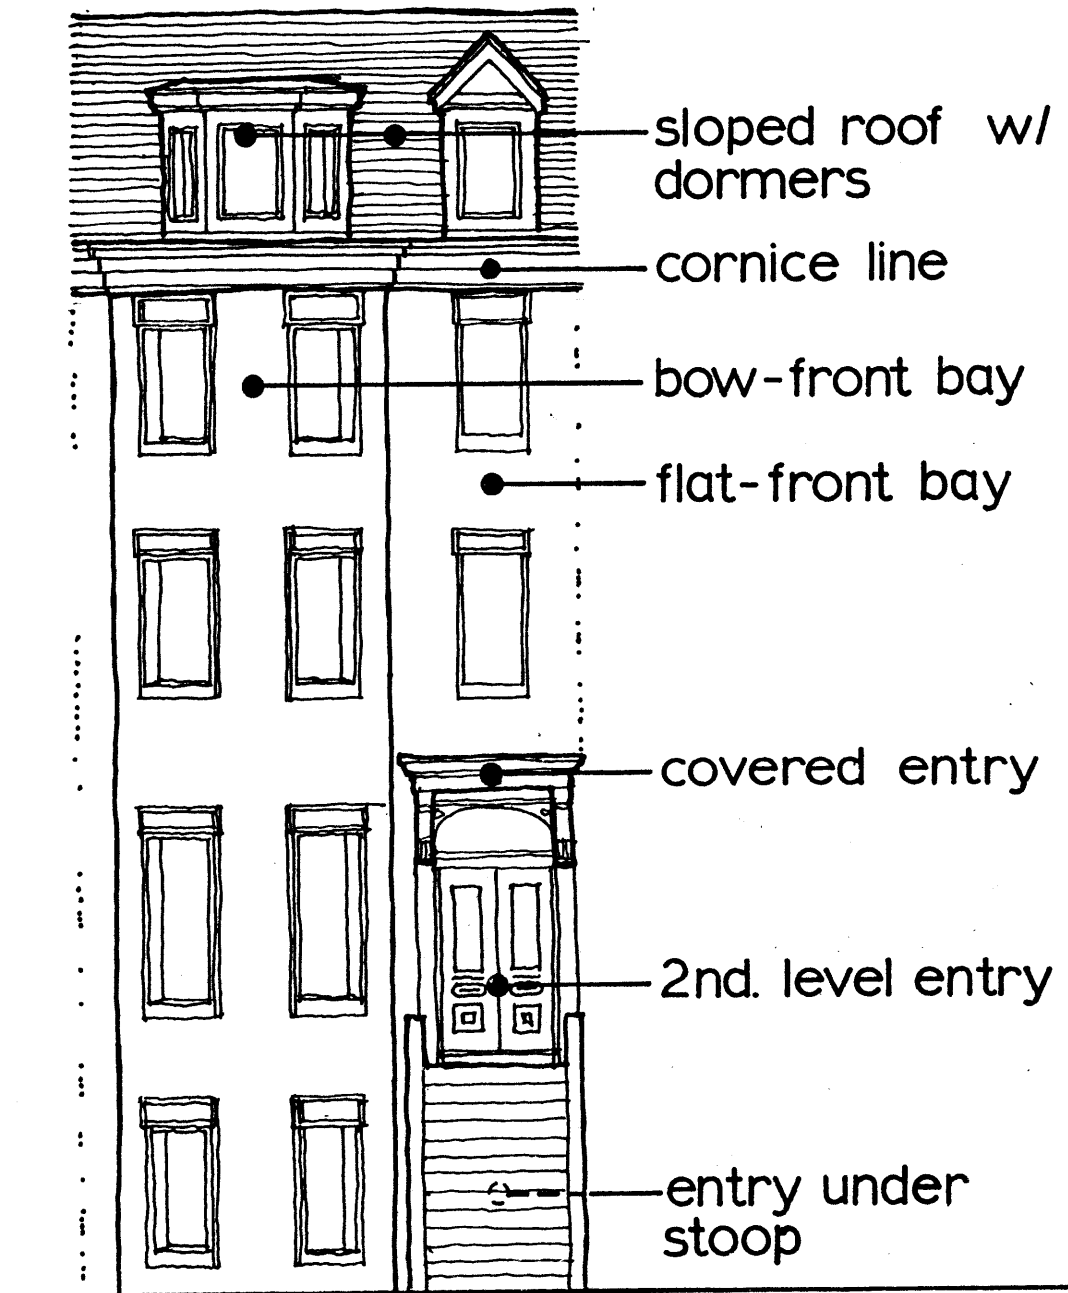 sloped roof w/
dormers
cornice line
bow-front bay
flat-front bay
covered entry
2nd. level entry
entry under
stoop